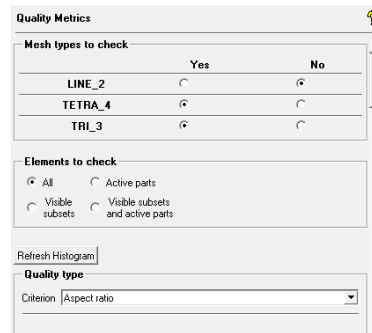 Quality Metrics
Mesh types to check
Yes No
LINE_2
TETRA_4
TRI_3
Elements to check
All Active parts
Visible subsets Visible subsets and active parts
Refresh Histogram
Quality type
Criterion Aspect ratio